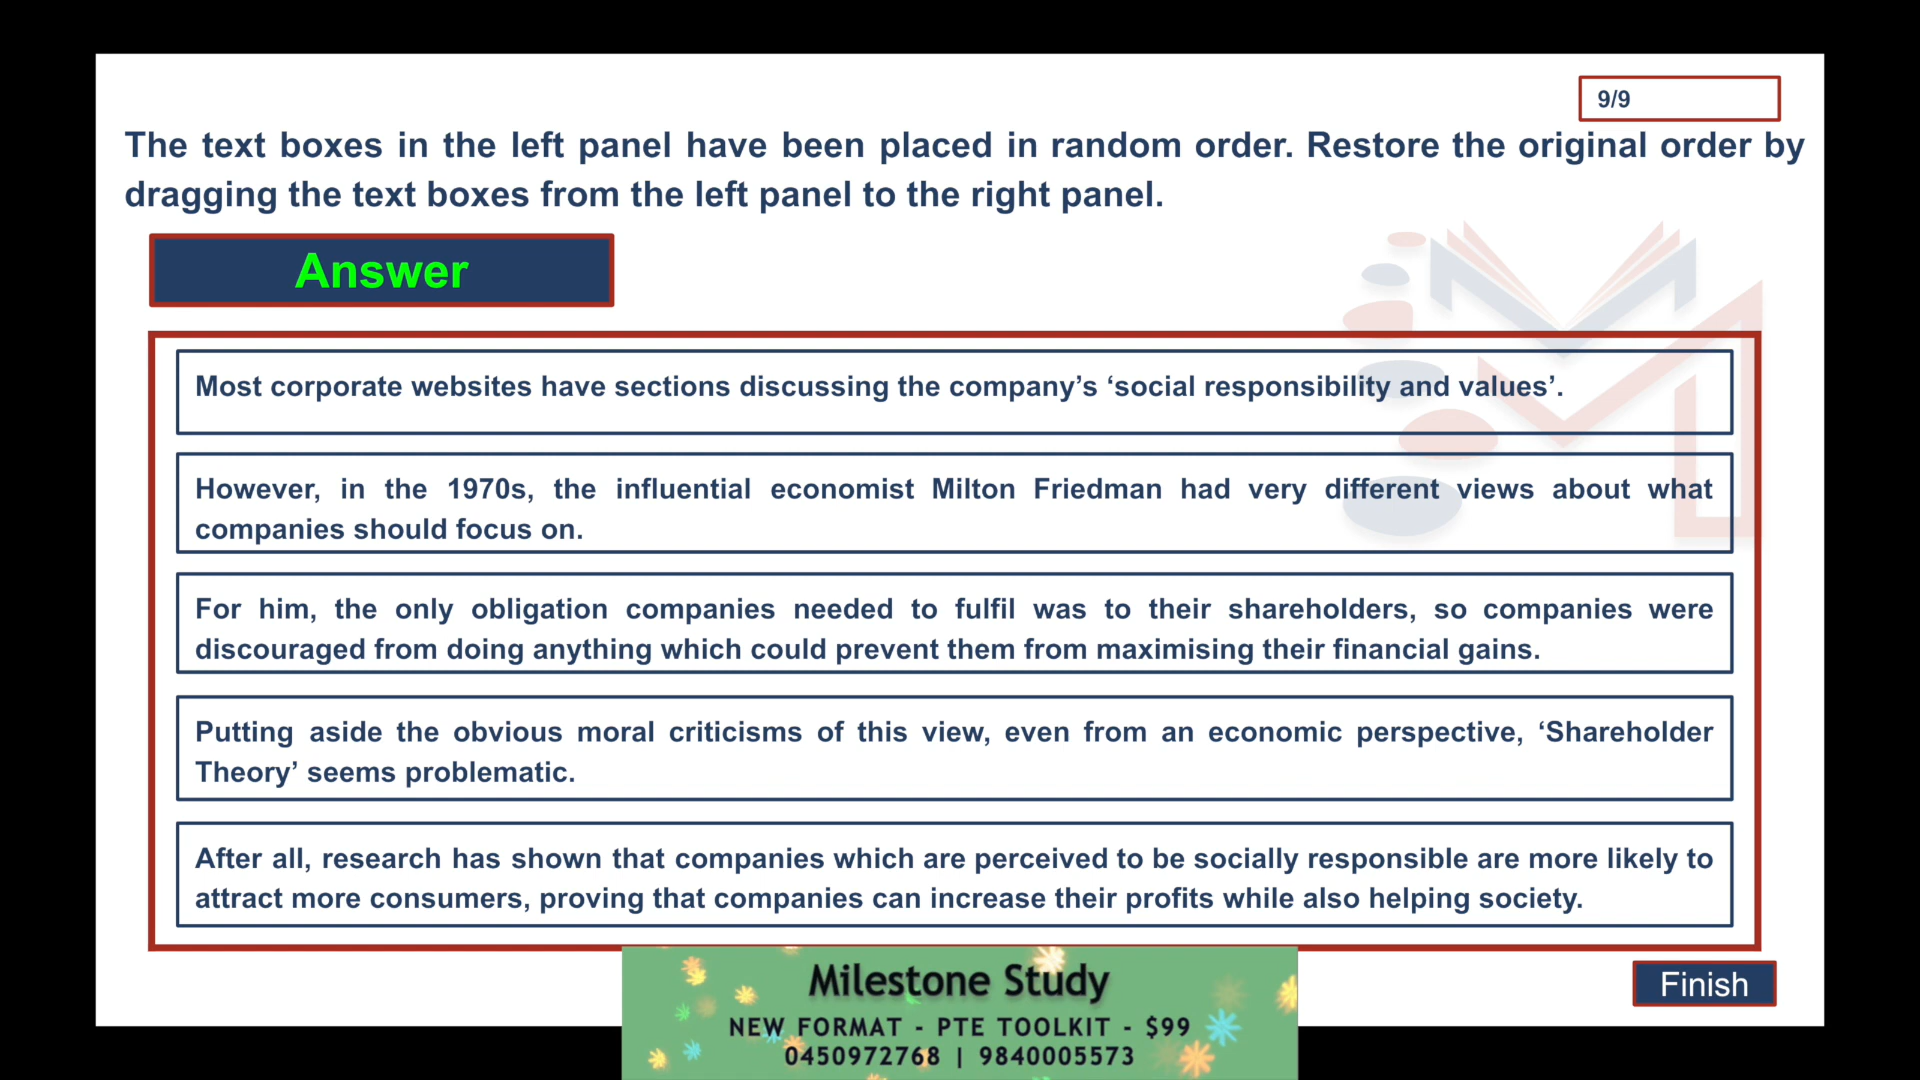 9/9
The text boxes in the left panel have been placed in random order. Restore the original order by
dragging the text boxes from the left panel to the right panel.
Answer
Most corporate websites have sections discussing the company’s ‘social responsibility and values’.
However, in the 1970s, the influential economist Milton Friedman had very different views about what
companies should focus on.
For him, the only obligation companies needed to fulfil was to their shareholders, so companies were
discouraged from doing anything which could prevent them from maximising their financial gains.
Putting aside the obvious moral criticisms of this view, even from an economic perspective, ‘Shareholder
Theory’ seems problematic.
After all, research has shown that companies which are perceived to be socially responsible are more likely to
attract more consumers, proving that companies can increase their profits while also helping society.
Finish
Milestone Study
NEW FORMAT - PTE TOOLKIT - $99
0450972768 | 9840005573